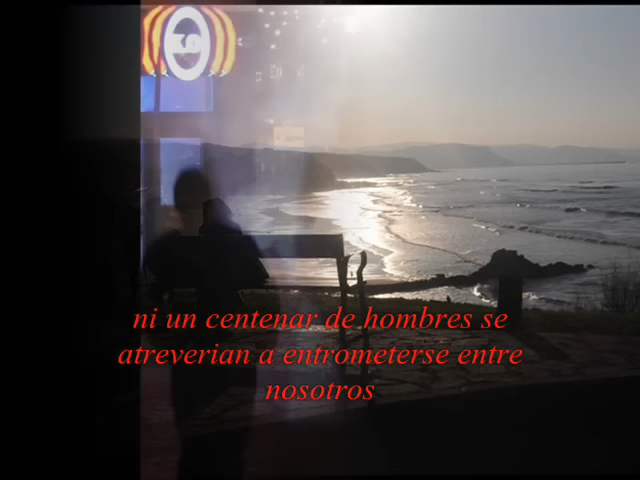 ni un centenar de hombres se
atreverian a entrometerse entre
nosotros